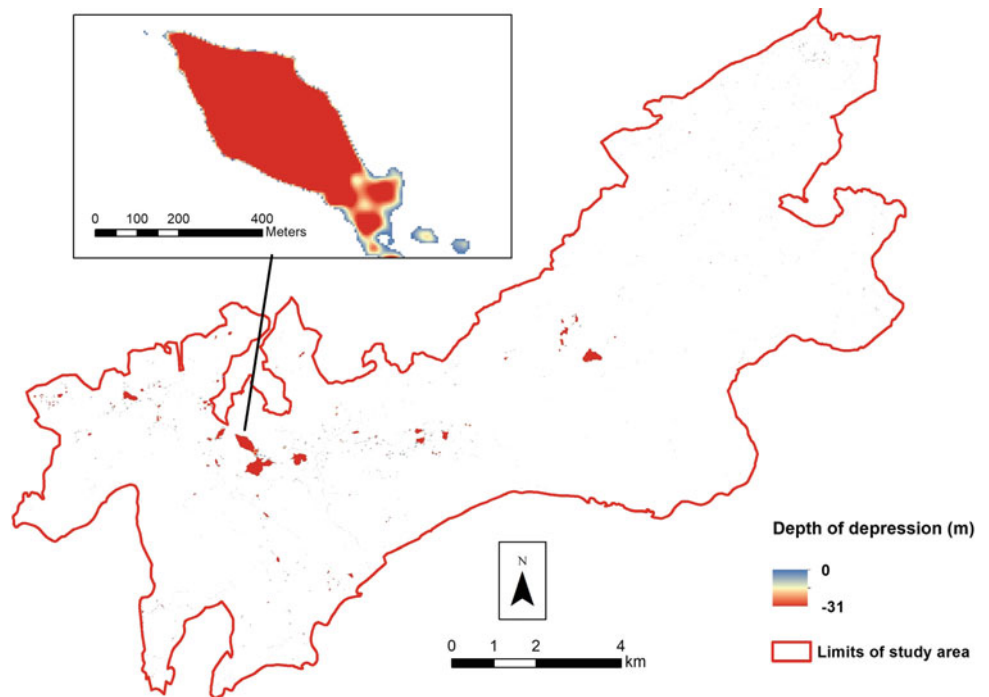 0 100 200 400
Meters
N
0 1 2 4
km
Depth of depression (m)
0
-31
Limits of study area